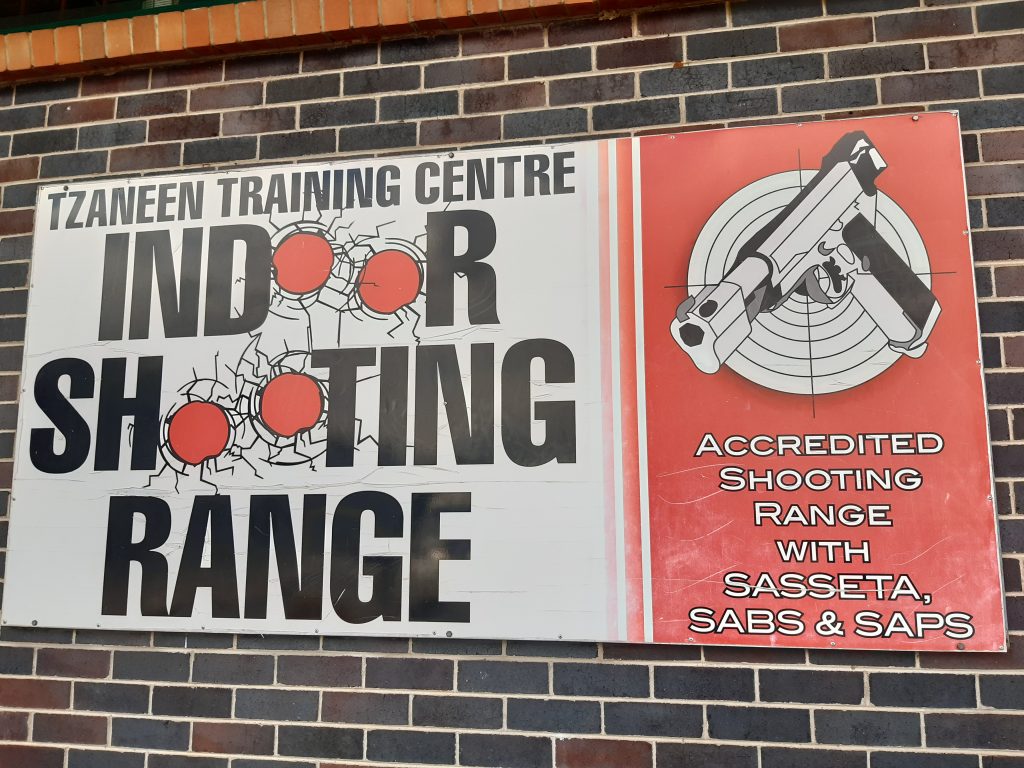 TZANEEN TRAINING CENTRE
INDOOR
SHOOTING
RANGE
ACCREDITED
SHOOTING
RANGE
WITH
SASSETA,
SABS & SAPS